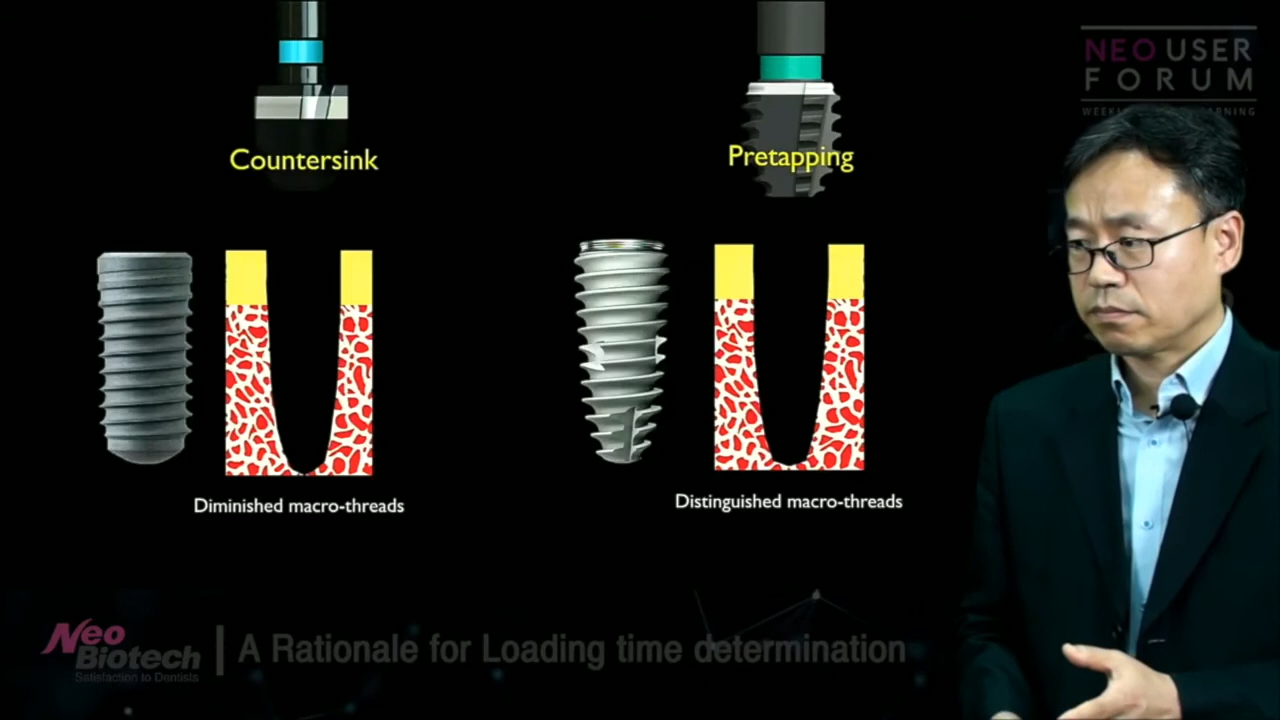 NEO USER
FORUM
Countersink
Pretapping
Diminished macro-threads
Distinguished macro-threads
Neo
Biotech
Satisfaction to Dentists
A Rationale for Loading time determination